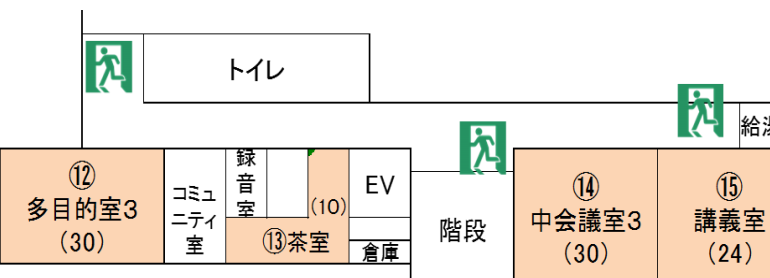 トイレ
給湯
⑫
多目的室3
(30)
コミュ
ニティ
室
録
音
室
(10)
⑬茶室
EV
倉庫
階段
⑭
中会議室3
(30)
⑮
講義室
(24)